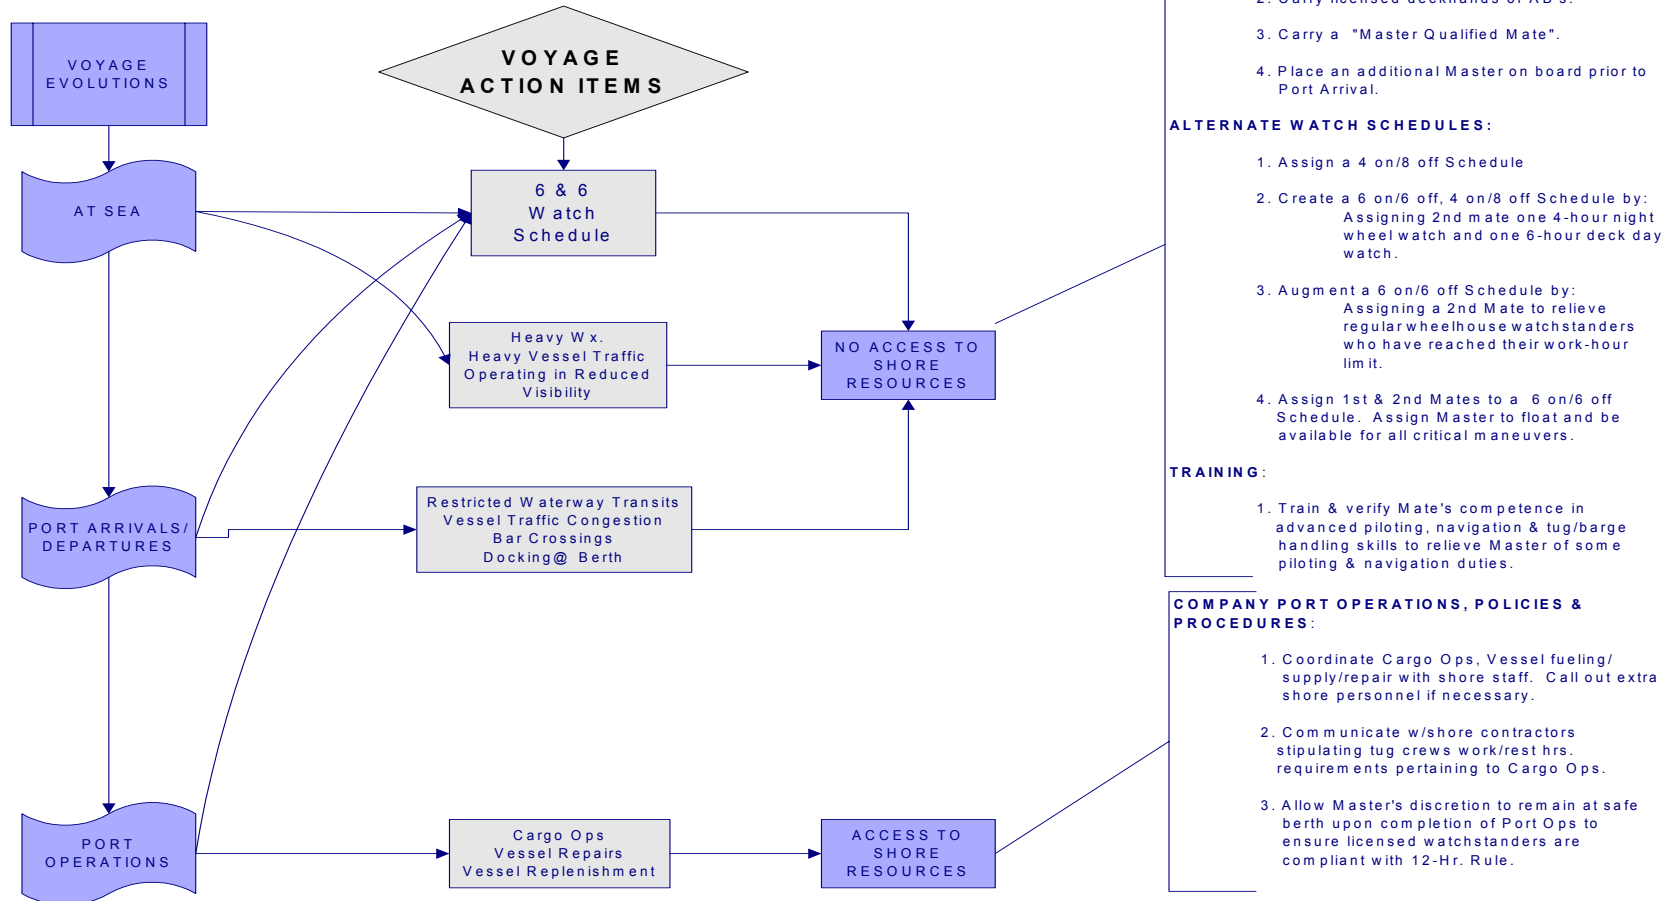 VOYAGE
EVOLUTIONS
VOYAGE
ACTION ITEMS
AT SEA
6 & 6
Watch
Schedule
Heavy Wx.
Heavy Vessel Traffic
Operating in Reduced
Visibility
NO ACCESS TO
SHORE
RESOURCES
PORT ARRIVALS/
DEPARTURES
Restricted Waterway Transits
Vessel Traffic Congestion
Bar Crossings
Docking@ Berth
PORT
OPERATIONS
Cargo Ops
Vessel Repairs
Vessel Replenishment
ACCESS TO
SHORE
RESOURCES
2. Carry licensed deckhands or AB's.
3. Carry a "Master Qualified Mate".
4. Place an additional Master on board prior to
Port Arrival.
ALTERNATE WATCH SCHEDULES:
1. Assign a 4 on/8 off Schedule
2. Create a 6 on/6 off, 4 on/8 off Schedule by:
Assigning 2nd mate one 4-hour night
wheel watch and one 6-hour deck day
watch.
3. Augment a 6 on/6 off Schedule by:
Assigning a 2nd Mate to relieve
regular wheelhouse watchstanders
who have reached their work-hour
limit.
4. Assign 1st & 2nd Mates to a 6 on/6 off
Schedule. Assign Master to float and be
available for all critical maneuvers.
TRAINING:
1. Train & verify Mate's competence in
advanced piloting, navigation & tug/barge
handling skills to relieve Master of some
piloting & navigation duties.
COMPANY PORT OPERATIONS, POLICIES &
PROCEDURES:
1. Coordinate Cargo Ops, Vessel fueling/
supply/repair with shore staff. Call out extra
shore personnel if necessary.
2. Communicate w/shore contractors
stipulating tug crews work/rest hrs.
requirements pertaining to Cargo Ops.
3. Allow Master's discretion to remain at safe
berth upon completion of Port Ops to
ensure licensed watchstanders are
compliant with 12-Hr. Rule.